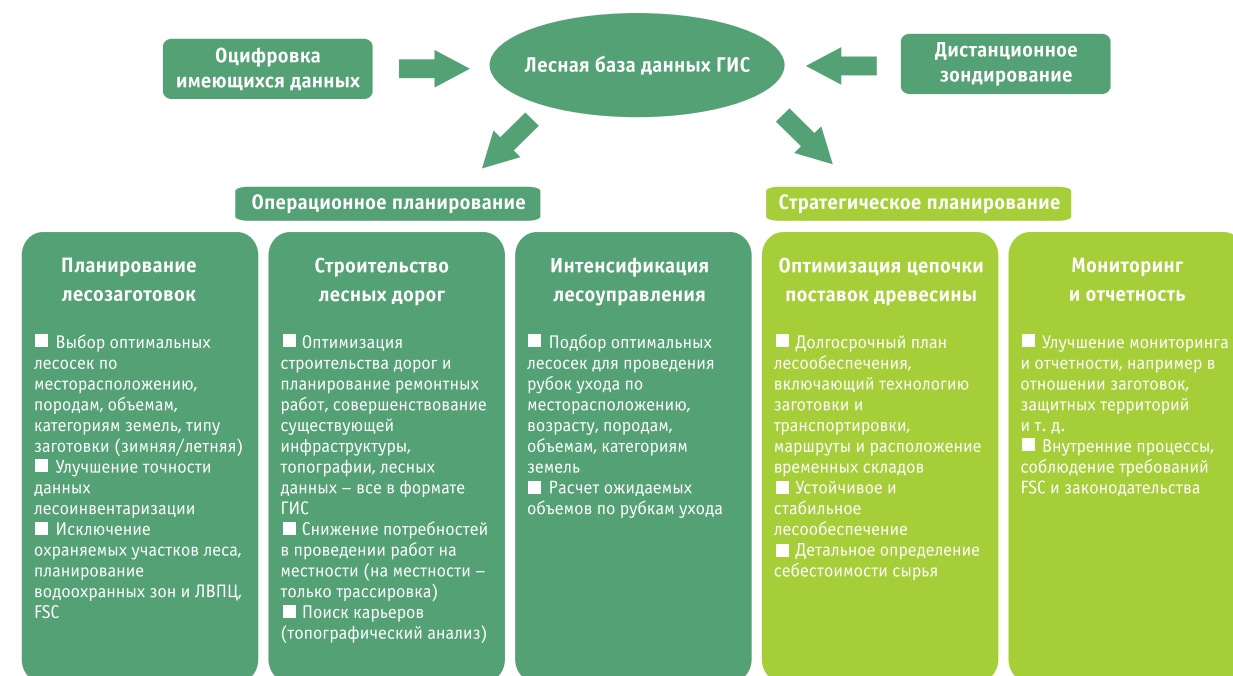 Оцифровка
имеющихся данных
Лесная база данных ГИС
Дистанционное
зондирование
Операционное планирование
Стратегическое планирование
Планирование
лесозаготовок
Выбор оптимальных
лесосек по
месторасположению,
породам, объемам,
категориям земель, типу
заготовки (зимняя/летняя)
Улучшение точности
данных
лесоинвентаризации
Исключение
охраняемых участков леса,
планирование
водоохранных зон и ЛВПЦ,
FSC
Строительство
лесных дорог
Оптимизация
строительства дорог и
планирование ремонтных
работ, совершенствование
существующей
инфраструктуры,
топографии, лесных
данных – все в формате
ГИС
Снижение потребностей
в проведении работ на
местности (на местности –
только трассировка)
Поиск карьеров
(топографический анализ)
Интенсификация
лесоуправления
Подбор оптимальных
лесосек для проведения
рубок ухода по
месторасположению,
возрасту, породам,
объемам, категориям
земель
Расчет ожидаемых
объемов по рубкам ухода
Оптимизация цепочки
поставок древесины
Долгосрочный план
лесообеспечения,
включающий технологию
заготовки и
транспортировки,
маршруты и расположение
временных складов
Устойчивое и
стабильное
лесообеспечение
Детальное определение
себестоимости сырья
Мониторинг
и отчетность
Улучшение мониторинга
и отчетности, например в
отношении заготовок,
защитных территорий
и т. д.
Внутренние процессы,
соблюдение требований
FSC и законодательства